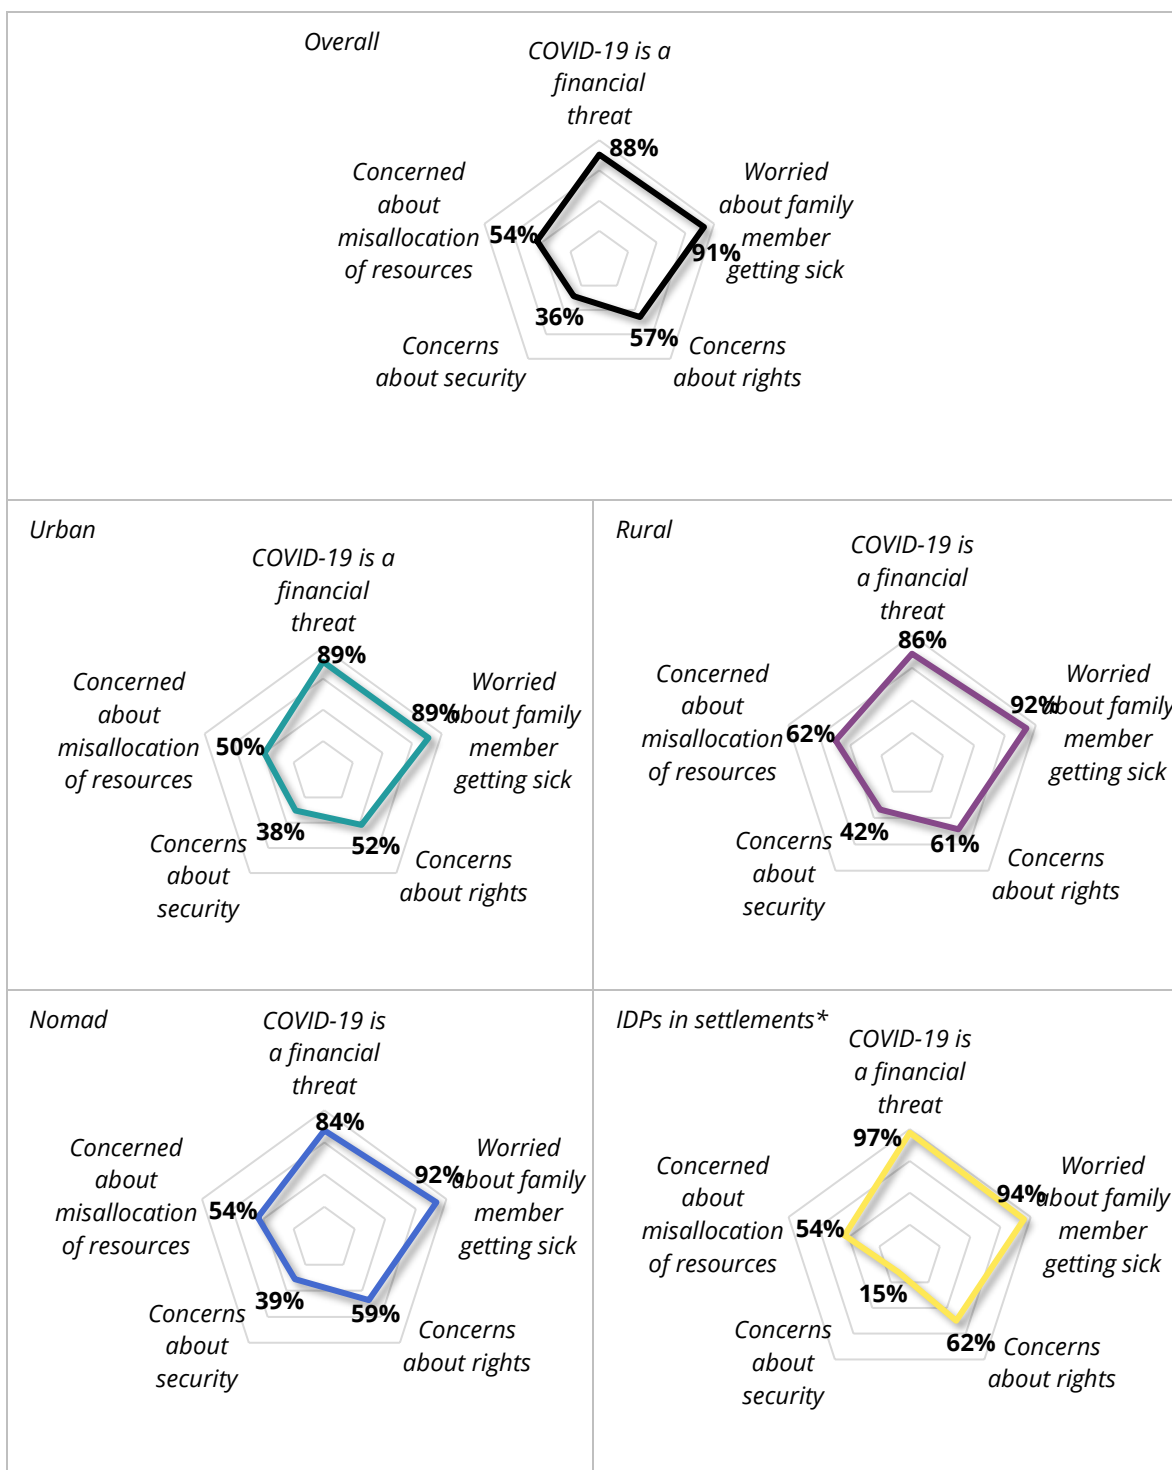 Overall
COVID-19 is a
financial
threat
88%
Worried
about family
member
getting sick
91%
Concerns
about rights
57%
Concerns
about security
36%
Concerned
about
misallocation
of resources
54%
Urban
COVID-19 is a
financial
threat
89%
Worried
about family
member
getting sick
89%
Concerns
about rights
52%
Concerns
about
security
38%
Concerned
about
misallocation
of resources
50%
Rural
COVID-19 is
a financial
threat
86%
Worried
about family
member
getting sick
92%
Concerns
about rights
61%
Concerns
about
security
42%
Concerned
about
misallocation
of resources
62%
Nomad
COVID-19 is
a financial
threat
84%
Worried
about family
member
getting sick
92%
Concerns
about rights
59%
Concerns
about
security
39%
Concerned
about
misallocation
of resources
54%
IDPs in settlements*
COVID-19 is
a financial
threat
97%
Worried
about family
member
getting sick
94%
Concerns
about rights
62%
Concerns
about
security
15%
Concerned
about
misallocation
of resources
54%